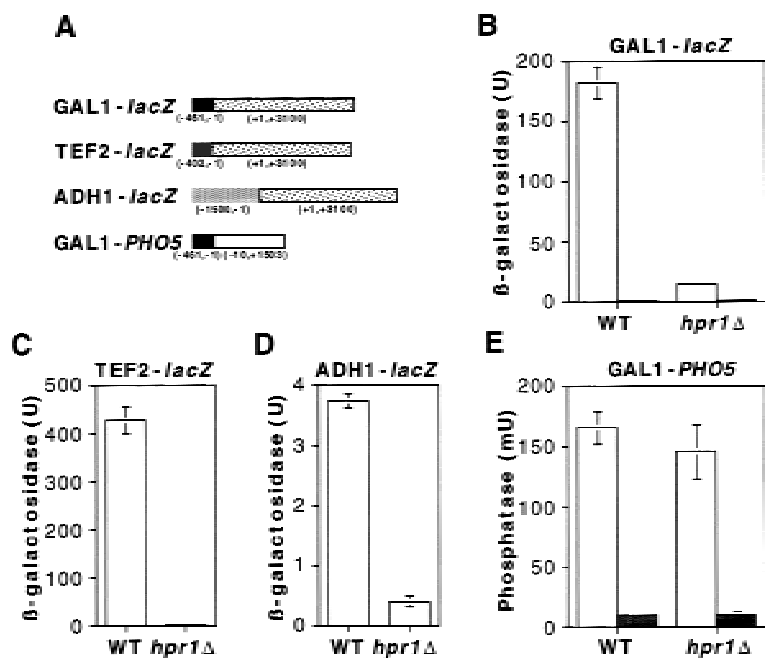 A
GAL1-lacZ
(-461,-1) (+1,+3100)
TEF2-lacZ
(-402,-1) (+1,+3100)
ADH1-lacZ
(-1500,-1) (+1,+3100)
GAL1-PHO5
(-461,-1) (-10,+1503)
B
GAL1-lacZ
ß-galactosidase (U)
200
150
100
50
0
WT hpr1Δ
C
TEF2-lacZ
ß-galactosidase (U)
500
400
300
200
100
0
WT hpr1Δ
D
ADH1-lacZ
ß-galactosidase (U)
4
3
2
1
0
WT hpr1Δ
E
GAL1-PHO5
Phosphatase (mU)
200
150
100
50
0
WT hpr1Δ